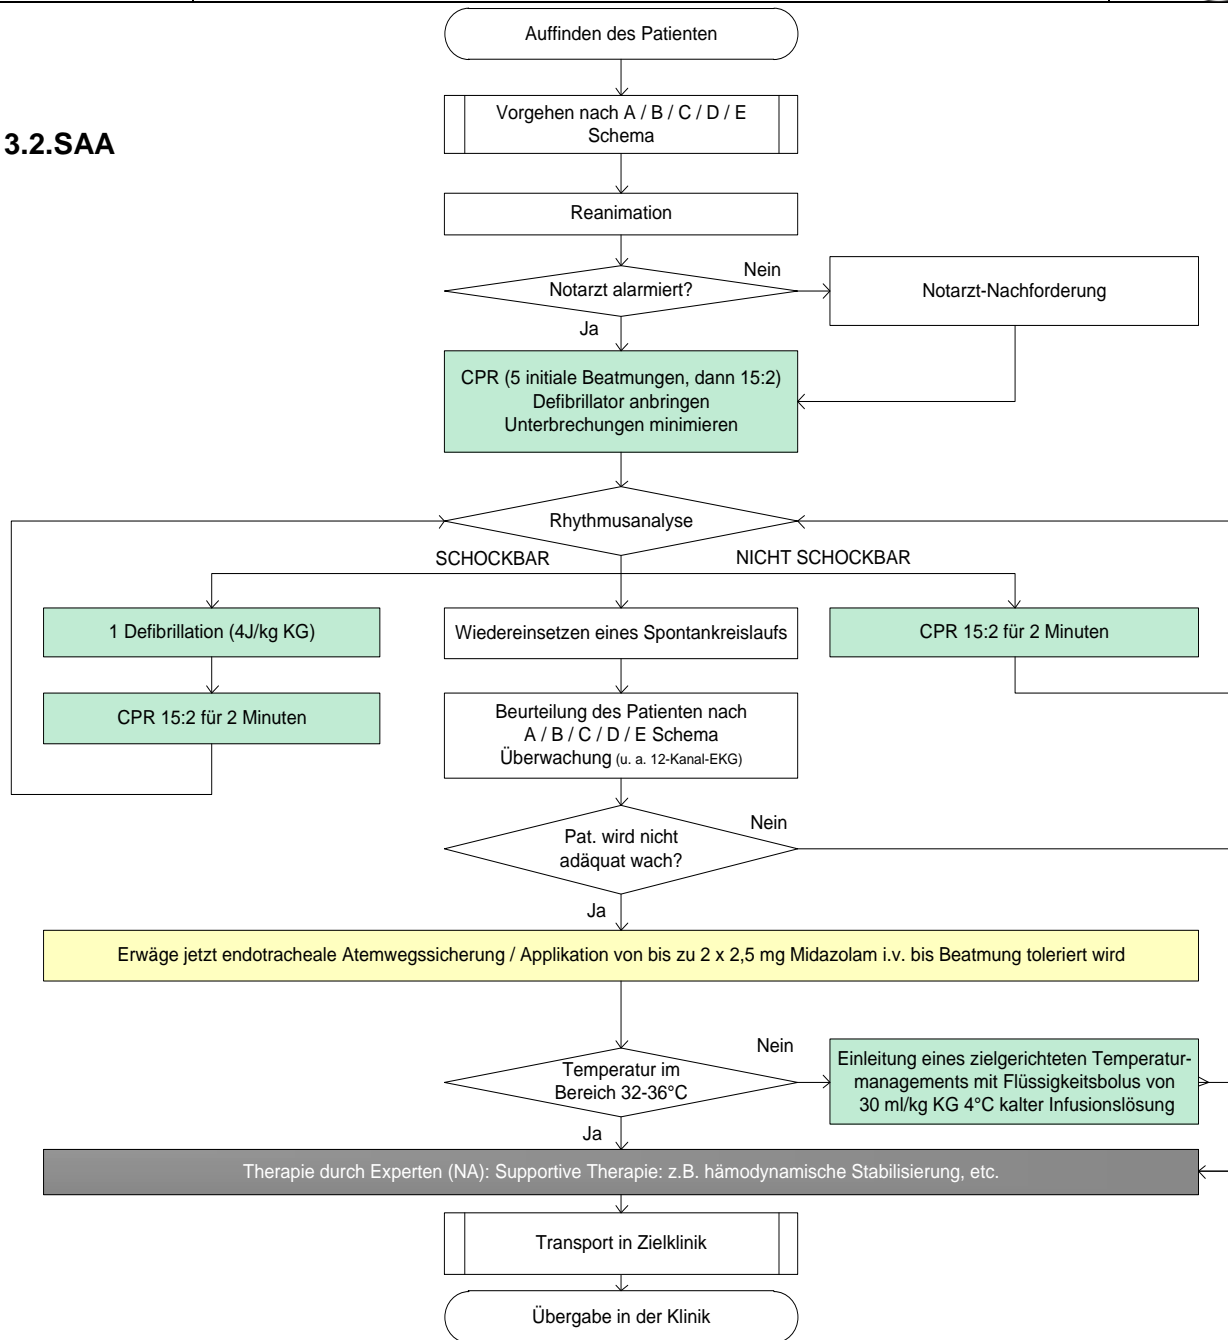 Auffinden des Patienten
Vorgehen nach A / B / C / D / E
Schema
3.2.SAA
Reanimation
Notarzt alarmiert?
Nein
Notarzt-Nachforderung
Ja
CPR (5 initiale Beatmungen, dann 15:2)
Defibrillator anbringen
Unterbrechungen minimieren
Rhythmusanalyse
SCHOCKBAR
NICHT SCHOCKBAR
1 Defibrillation (4J/kg KG)
Wiedereinsetzen eines Spontankreislaufs
CPR 15:2 für 2 Minuten
CPR 15:2 für 2 Minuten
Beurteilung des Patienten nach
A / B / C / D / E Schema
Überwachung (u. a. 12-Kanal-EKG)
Pat. wird nicht
adäquat wach?
Nein
Ja
Erwäge jetzt endotracheale Atemwegssicherung / Applikation von bis zu 2 x 2,5 mg Midazolam i.v. bis Beatmung toleriert wird
Temperatur im
Bereich 32-36°C
Nein
Einleitung eines zielgerichteten Temperatur-
managements mit Flüssigkeitsbolus von
30 ml/kg KG 4°C kalter Infusionslösung
Ja
Therapie durch Experten (NA): Supportive Therapie: z.B. hämodynamische Stabilisierung, etc.
Transport in Zielklinik
Übergabe in der Klinik